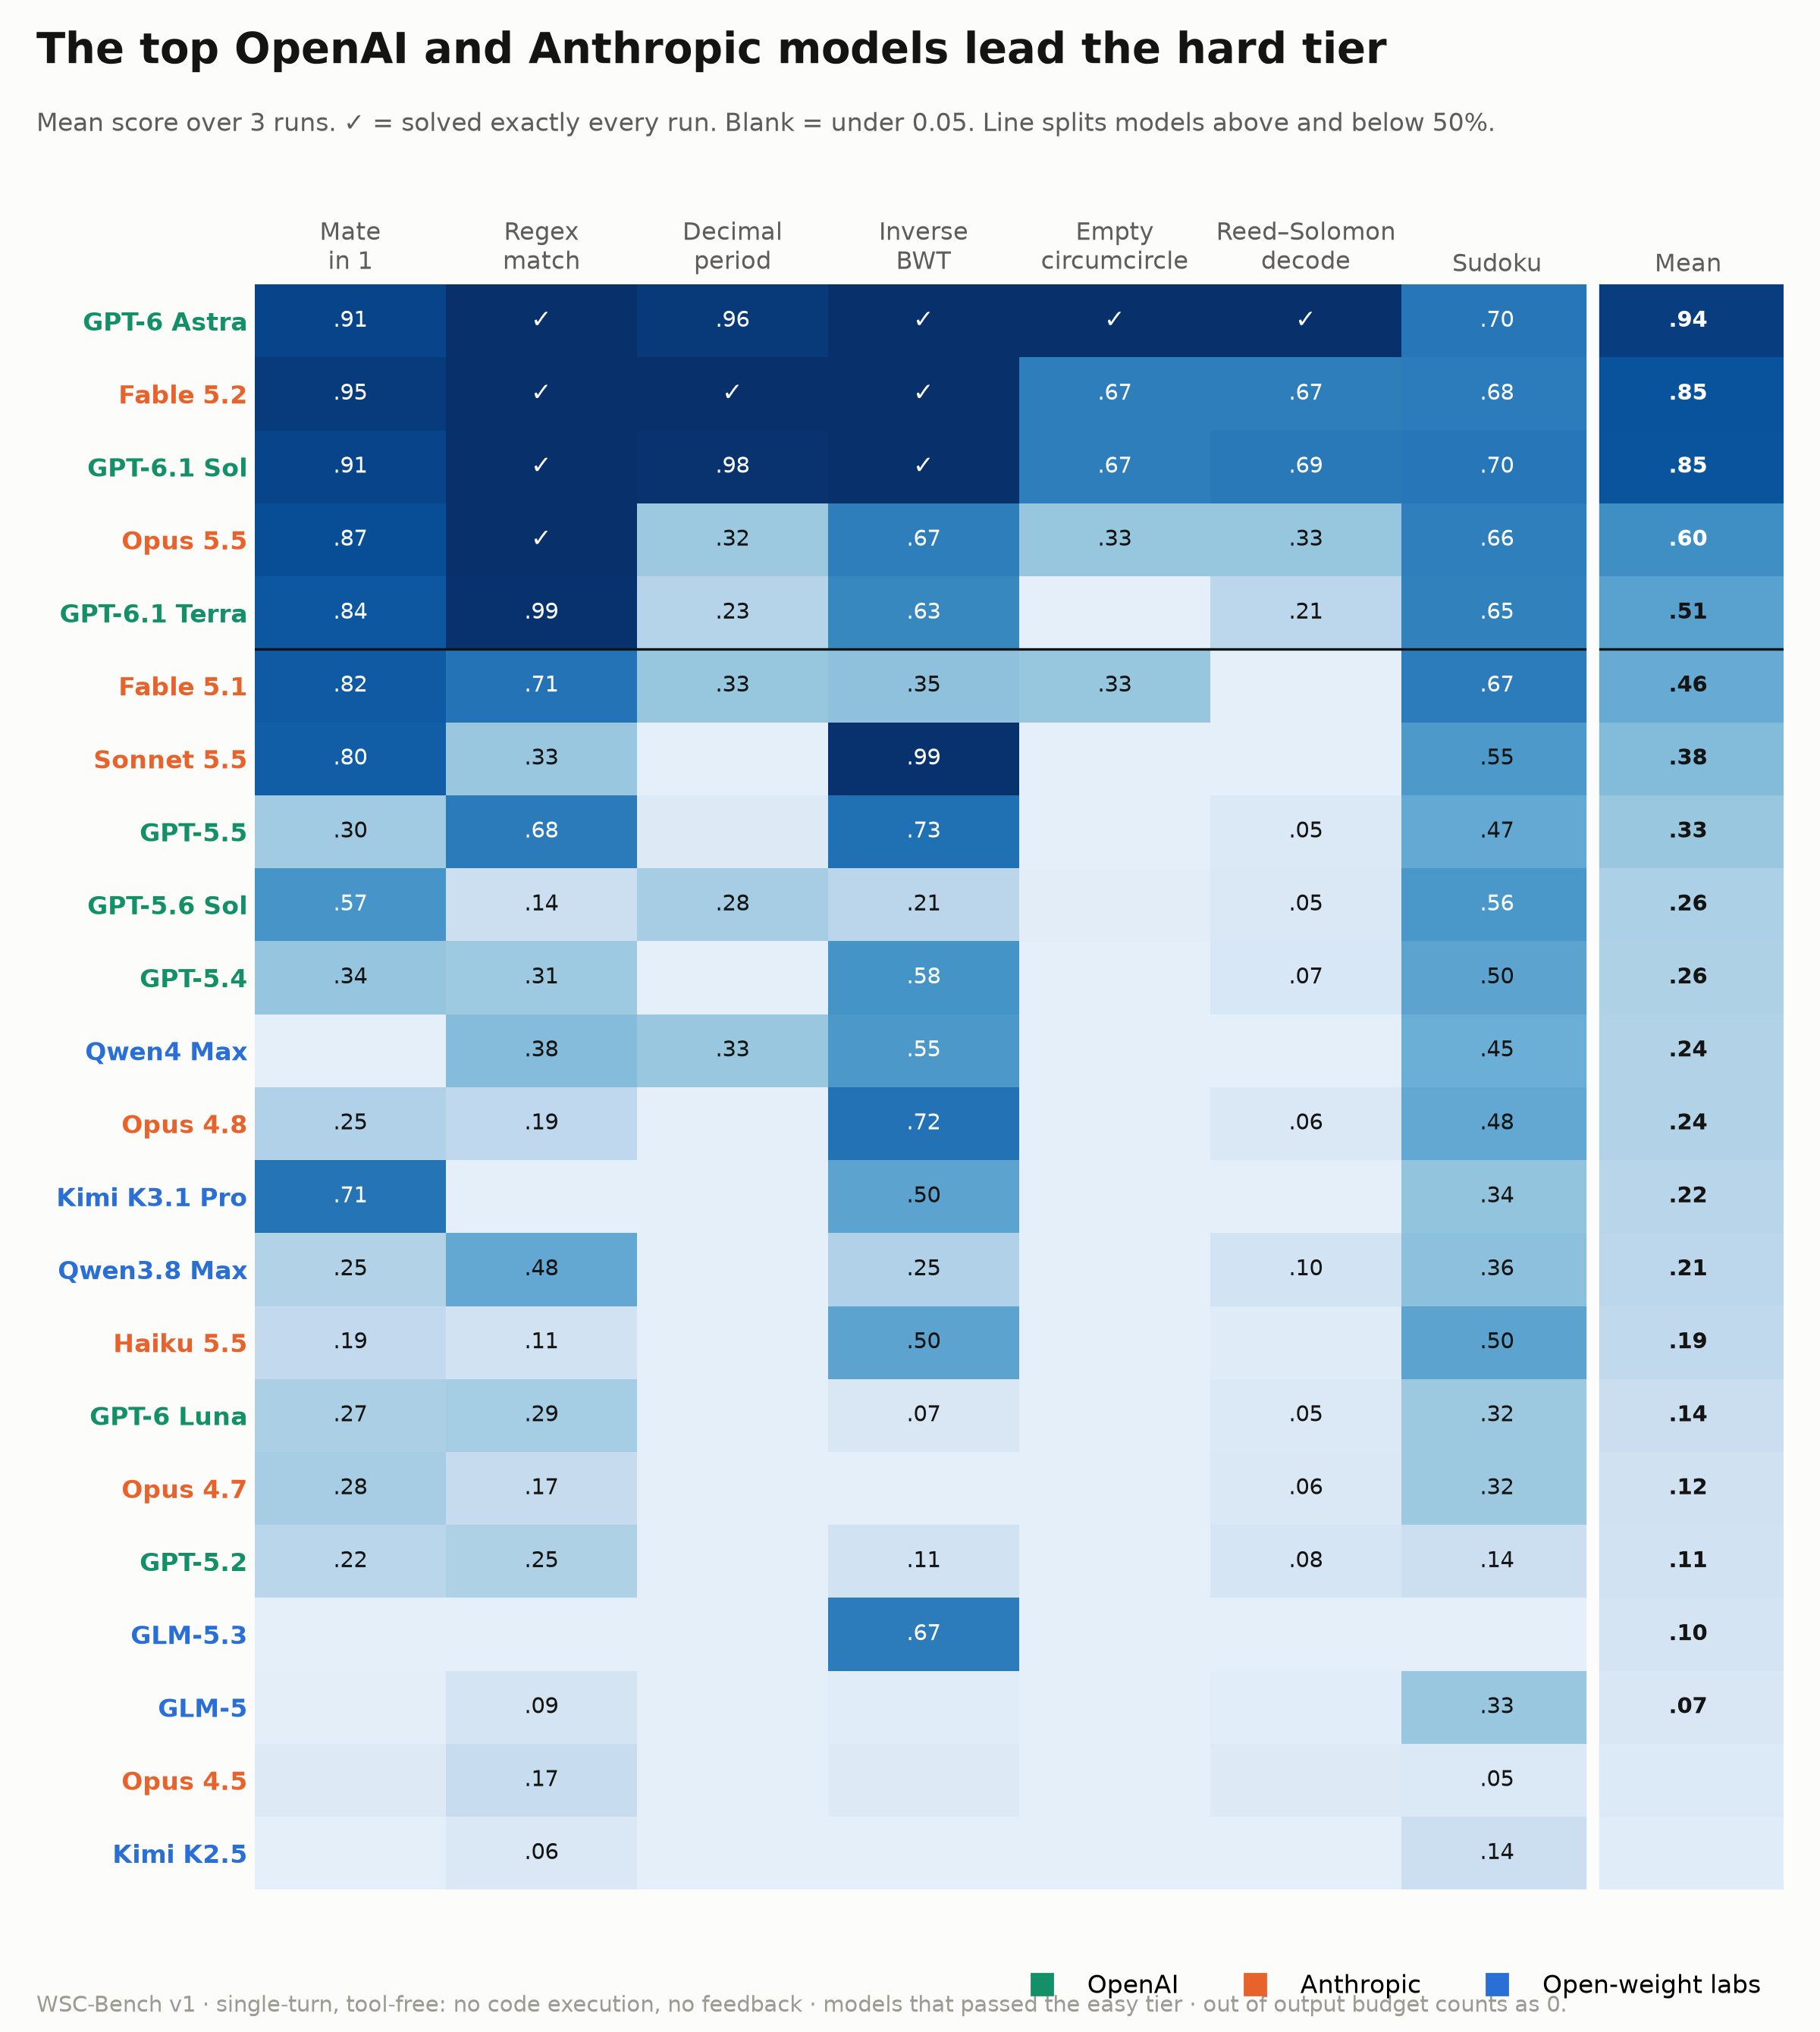 The top OpenAI and Anthropic models lead the hard tier
Mean score over 3 runs. ✓ = solved exactly every run. Blank = under 0.05. Line splits models above and below 50%.
Mate in 1 Regex match Decimal period Inverse BWT Empty circumcircle Reed–Solomon decode Sudoku Mean
GPT-6 Astra .91 ✓ .96 ✓ ✓ ✓ .70 .94
Fable 5.2 .95 ✓ ✓ ✓ .67 .67 .68 .85
GPT-6.1 Sol .91 ✓ .98 ✓ .67 .69 .70 .85
Opus 5.5 .87 ✓ .32 .67 .33 .33 .66 .60
GPT-6.1 Terra .84 .99 .23 .63 .21 .65 .51
Fable 5.1 .82 .71 .33 .35 .33 .67 .46
Sonnet 5.5 .80 .33 .99 .55 .38
GPT-5.5 .30 .68 .73 .05 .47 .33
GPT-5.6 Sol .57 .14 .28 .21 .05 .56 .26
GPT-5.4 .34 .31 .58 .07 .50 .26
Qwen4 Max .38 .33 .55 .45 .24
Opus 4.8 .25 .19 .72 .06 .48 .24
Kimi K3.1 Pro .71 .50 .34 .22
Qwen3.8 Max .25 .48 .25 .10 .36 .21
Haiku 5.5 .19 .11 .50 .50 .19
GPT-6 Luna .27 .29 .07 .05 .32 .14
Opus 4.7 .28 .17 .06 .32 .12
GPT-5.2 .22 .25 .11 .08 .14 .11
GLM-5.3 .67 .10
GLM-5 .09 .33 .07
Opus 4.5 .17 .05
Kimi K2.5 .06 .14
OpenAI Anthropic Open-weight labs
WSC-Bench v1 · single-turn, tool-free: no code execution, no feedback · models that passed the easy tier · out of output budget counts as 0.